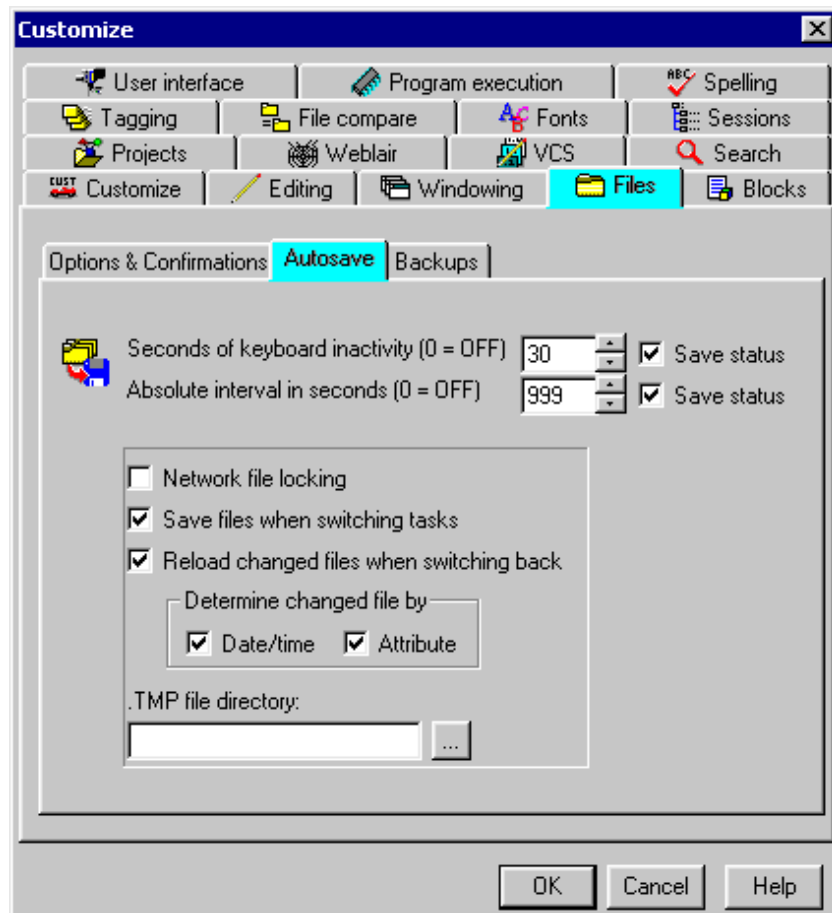 Customize
User interface Program execution ABC Spelling
Tagging File compare Fonts Sessions
Projects Weblair VCS Search
CUST Customize Editing Windowing Files Blocks
Options & Confirmations Autosave Backups
Seconds of keyboard inactivity (0 = OFF) 30 Save status
Absolute interval in seconds (0 = OFF) 999 Save status
Network file locking
Save files when switching tasks
Reload changed files when switching back
Determine changed file by
Date/time Attribute
.TMP file directory:
...
OK Cancel Help